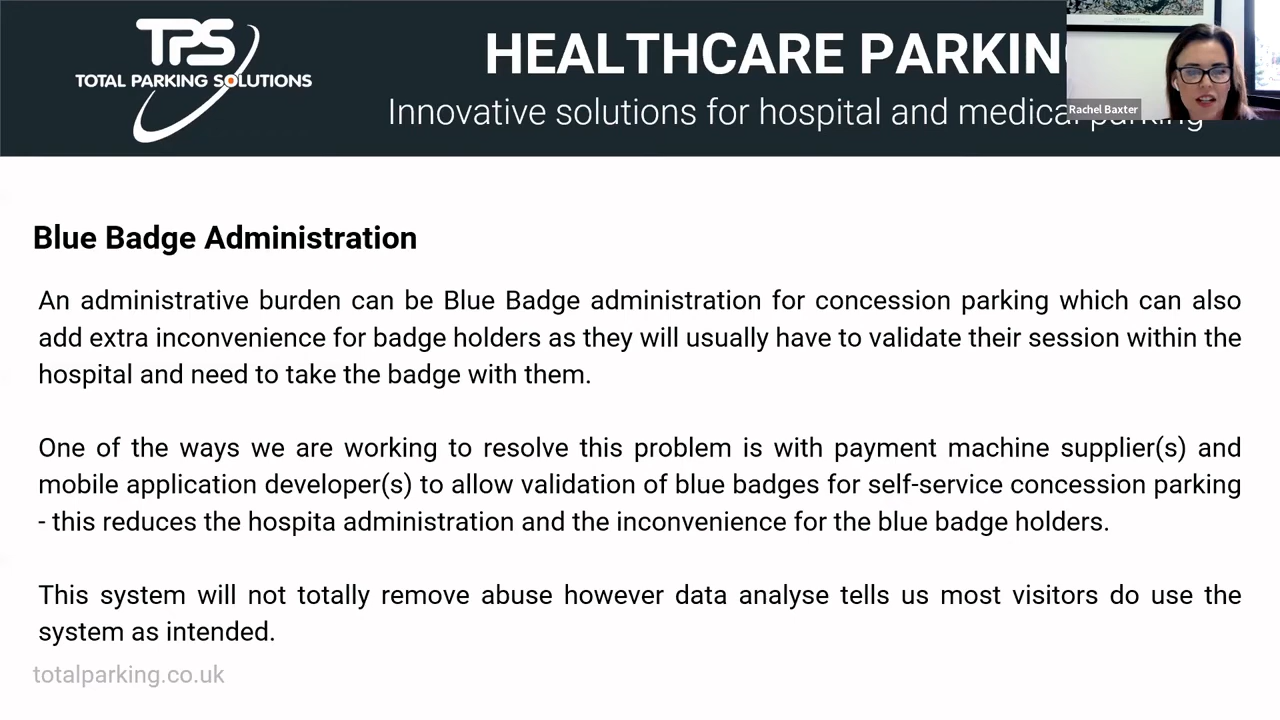 TPS
TOTAL PARKING SOLUTIONS
HEALTHCARE PARKING
Innovative solutions for hospital and medical parking
Rachel Baxter
Blue Badge Administration
An administrative burden can be Blue Badge administration for concession parking which can also
add extra inconvenience for badge holders as they will usually have to validate their session within the
hospital and need to take the badge with them.
One of the ways we are working to resolve this problem is with payment machine supplier(s) and
mobile application developer(s) to allow validation of blue badges for self-service concession parking
- this reduces the hospita administration and the inconvenience for the blue badge holders.
This system will not totally remove abuse however data analyse tells us most visitors do use the
system as intended.
totalparking.co.uk